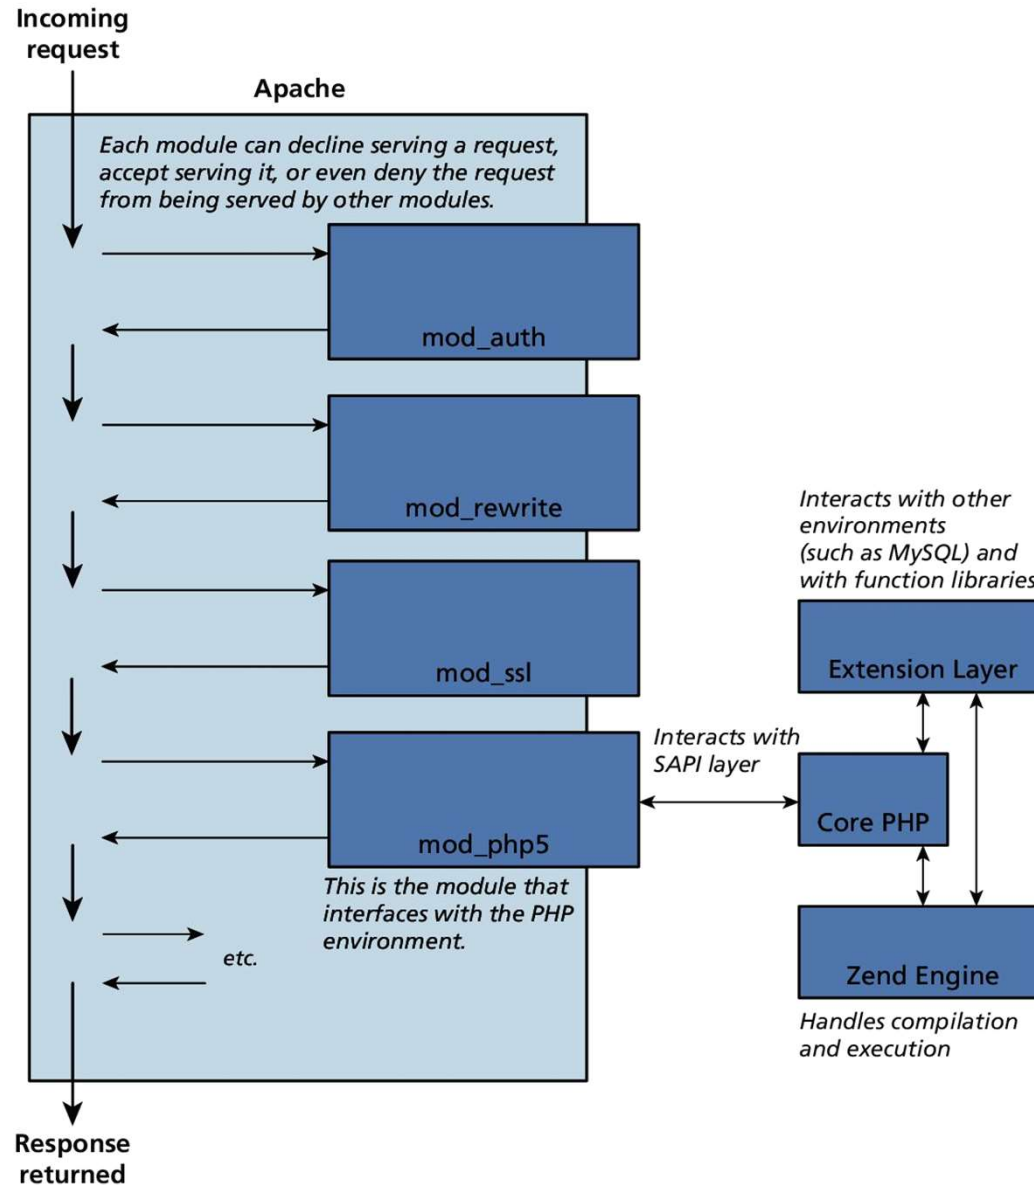 Incoming
request
Apache
Each module can decline serving a request,
accept serving it, or even deny the request
from being served by other modules.
mod_auth
mod_rewrite
mod_ssl
mod_php5
This is the module that
interfaces with the PHP
environment.
etc.
Interacts with
SAPI layer
Interacts with other
environments
(such as MySQL) and
with function libraries
Extension Layer
Core PHP
Zend Engine
Handles compilation
and execution
Response
returned